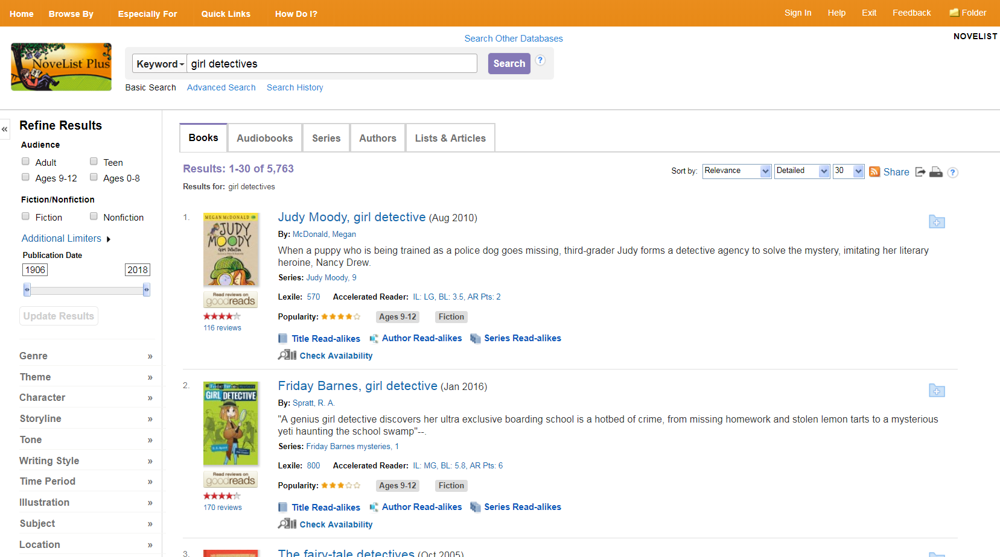 Home Browse By Especially For Quick Links How Do I? Sign In Help Exit Feedback Folder
Search Other Databases NOVELIST
NoveList Plus
Keyword girl detectives Search ?
Basic Search Advanced Search Search History
«
Refine Results
Audience
Adult Teen
Ages 9-12 Ages 0-8
Fiction/Nonfiction
Fiction Nonfiction
Additional Limiters
Publication Date
1906 2018
Update Results
Genre »
Theme »
Character »
Storyline »
Tone »
Writing Style »
Time Period »
Illustration »
Subject »
Location »
Books Audiobooks Series Authors Lists & Articles
Results: 1-30 of 5,763
Sort by: Relevance Detailed 30 Share ?
Results for: girl detectives
1.
MEGAN McDONALD
JUDY
MOODY
Girl Detective
Read reviews on
goodreads
116 reviews
Judy Moody, girl detective (Aug 2010)
By: McDonald, Megan
When a puppy who is being trained as a police dog goes missing, third-grader Judy forms a detective agency to solve the mystery, imitating her literary
heroine, Nancy Drew.
Series: Judy Moody, 9
Lexile: 570 Accelerated Reader: IL: LG, BL: 3.5, AR Pts: 2
Popularity: Ages 9-12 Fiction
Title Read-alikes Author Read-alikes Series Read-alikes
Check Availability
2.
Friday Barnes mystery
GIRL DETECTIVE
R. A. Spratt
Read reviews on
goodreads
170 reviews
Friday Barnes, girl detective (Jan 2016)
By: Spratt, R. A.
"A genius girl detective discovers her ultra exclusive boarding school is a hotbed of crime, from missing homework and stolen lemon tarts to a mysterious
yeti haunting the school swamp"--.
Series: Friday Barnes mysteries, 1
Lexile: 800 Accelerated Reader: IL: MG, BL: 5.8, AR Pts: 6
Popularity: Ages 9-12 Fiction
Title Read-alikes Author Read-alikes Series Read-alikes
Check Availability
3.
The fairy-tale detectives (Oct 2005)